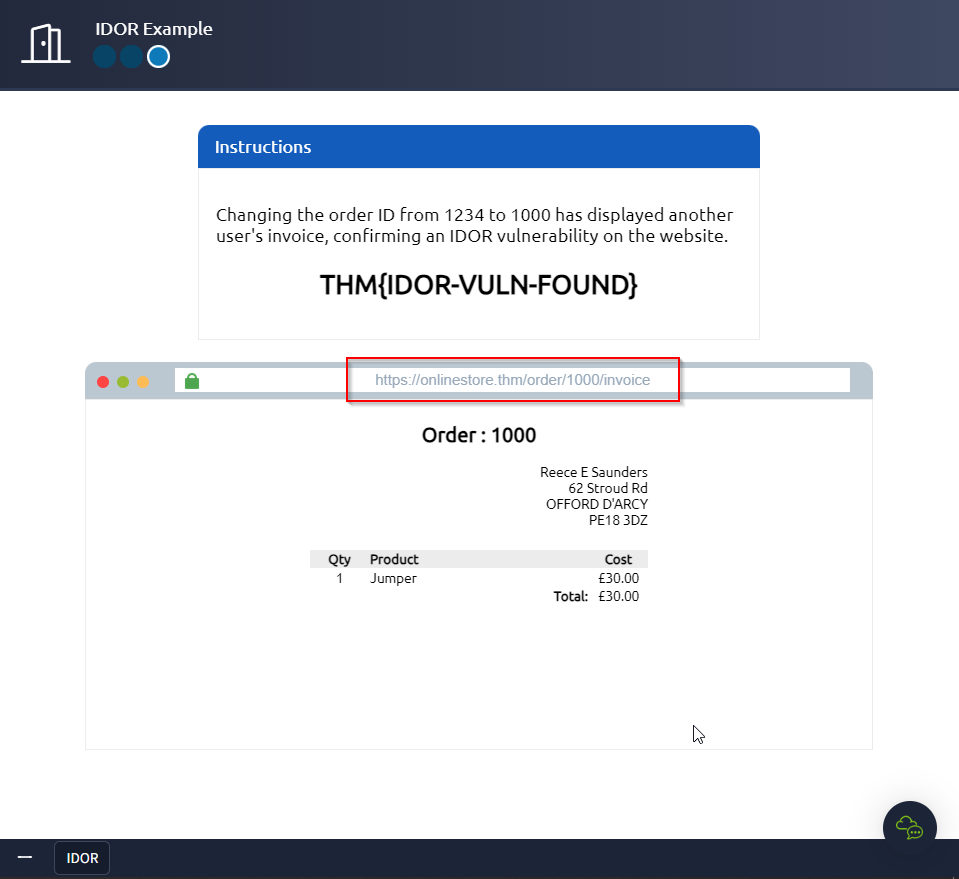 IDOR Example
Instructions
Changing the order ID from 1234 to 1000 has displayed another
user's invoice, confirming an IDOR vulnerability on the website.
THM{IDOR-VULN-FOUND}
https://onlinestore.thm/order/1000/invoice
Order : 1000
Reece E Saunders
62 Stroud Rd
OFFORD D'ARCY
PE18 3DZ
Qty Product Cost
1 Jumper £30.00
Total: £30.00
IDOR